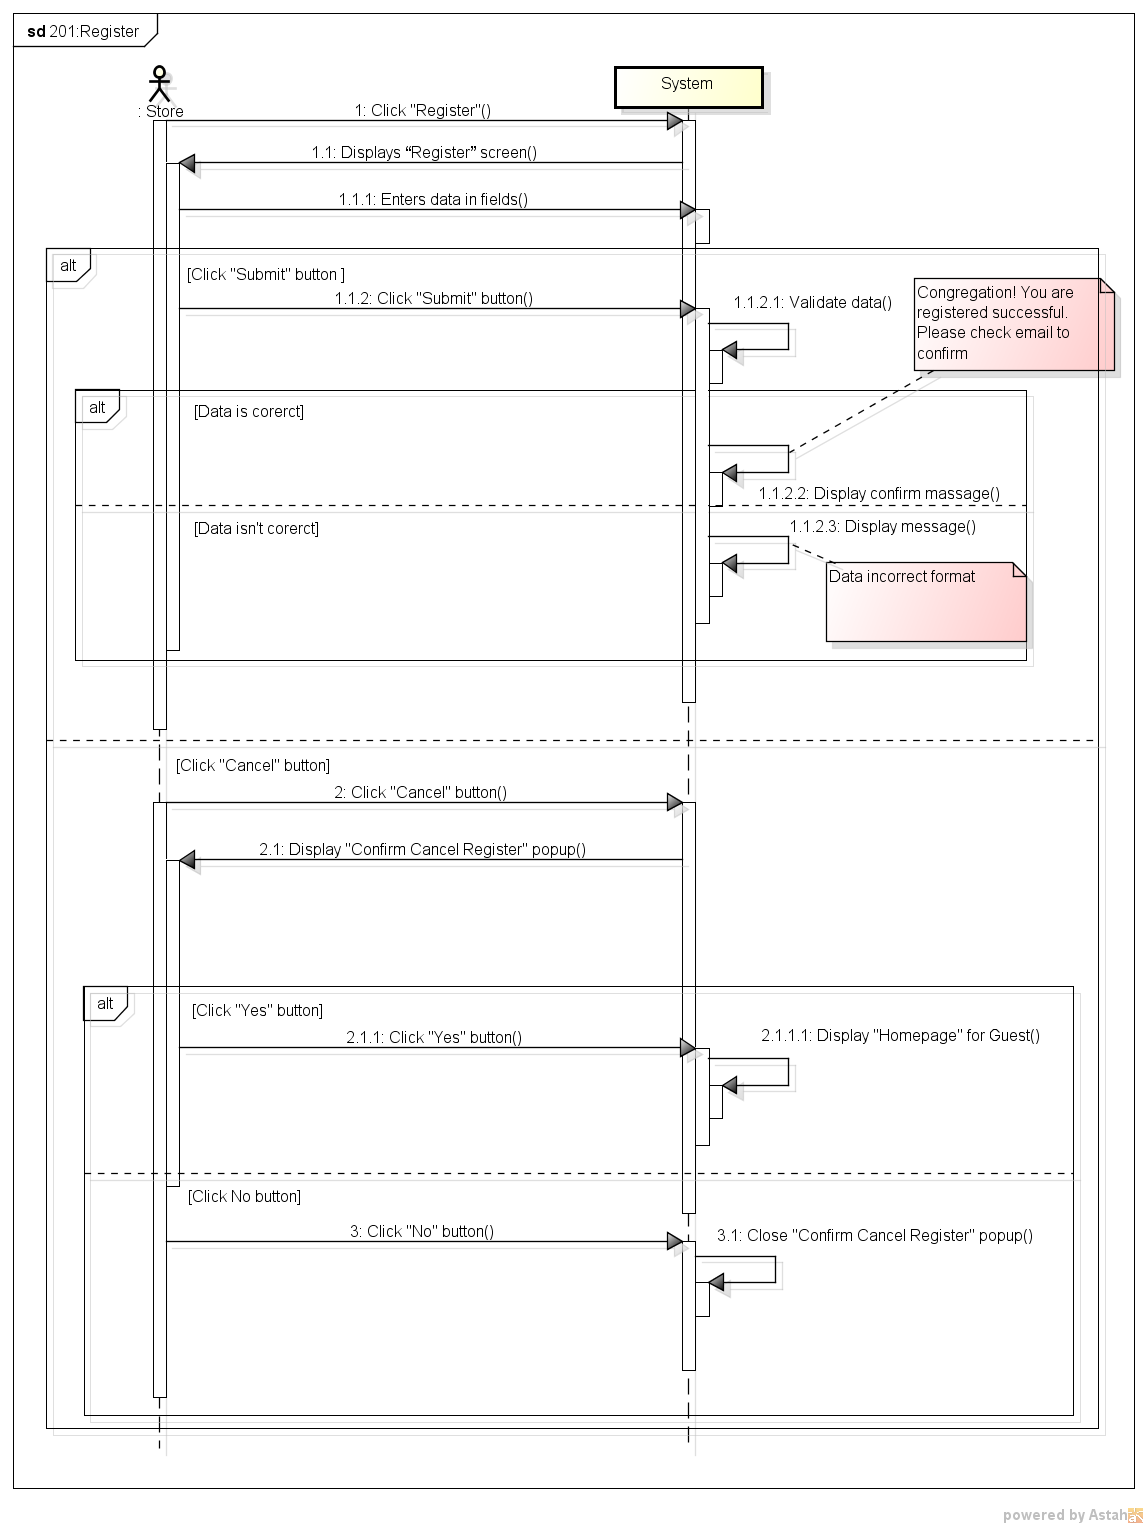 sd 201:Register
: Store
System
1: Click "Register"()
1.1: Displays “Register” screen()
1.1.1: Enters data in fields()
alt
[Click "Submit" button ]
1.1.2: Click "Submit" button()
1.1.2.1: Validate data()
Congregation! You are
registered successful.
Please check email to
confirm
alt
[Data is corerct]
1.1.2.2: Display confirm massage()
[Data isn't corerct]
1.1.2.3: Display message()
Data incorrect format
[Click "Cancel" button]
2: Click "Cancel" button()
2.1: Display "Confirm Cancel Register" popup()
alt
[Click "Yes" button]
2.1.1: Click "Yes" button()
2.1.1.1: Display "Homepage" for Guest()
[Click No button]
3: Click "No" button()
3.1: Close "Confirm Cancel Register" popup()
powered by Astah